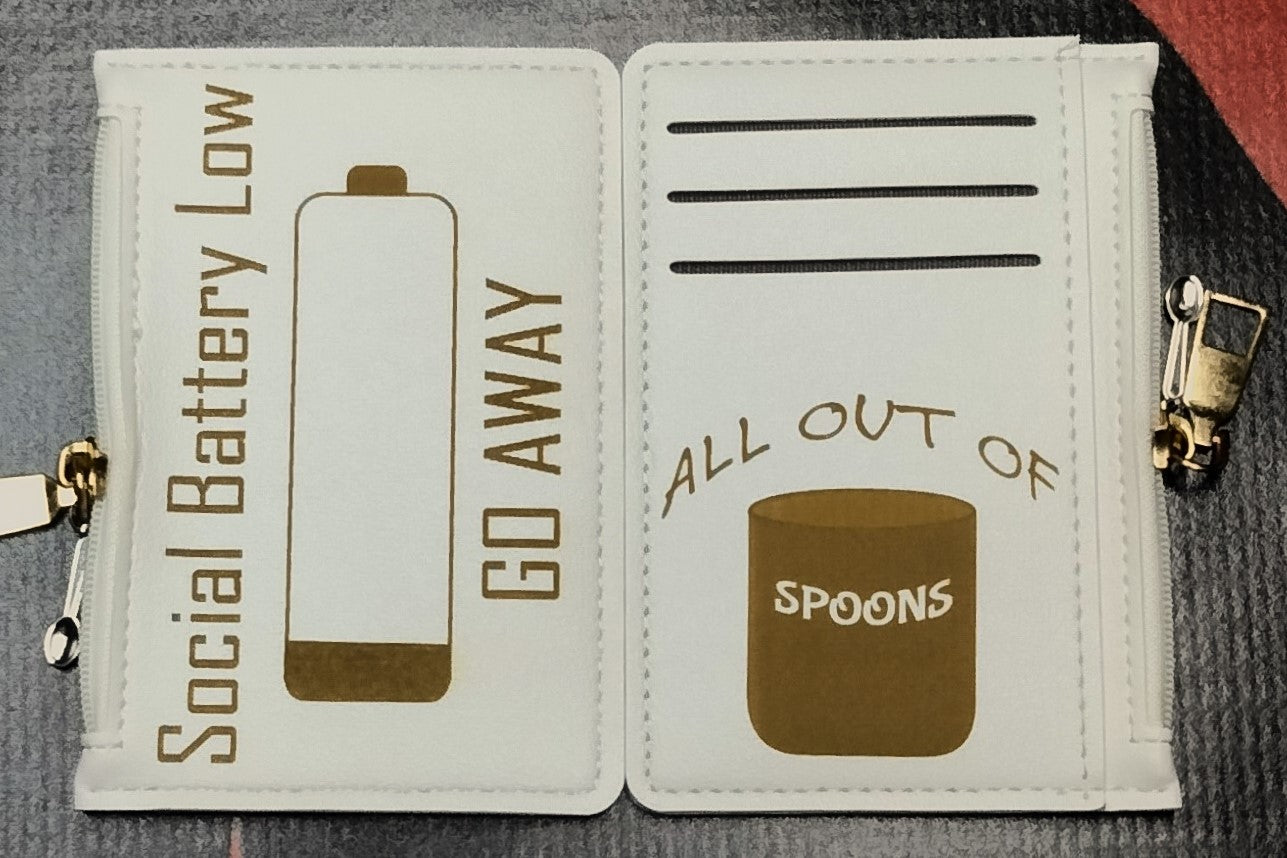 Social Battery Low
GO AWAY
ALL OUT OF
SPOONS